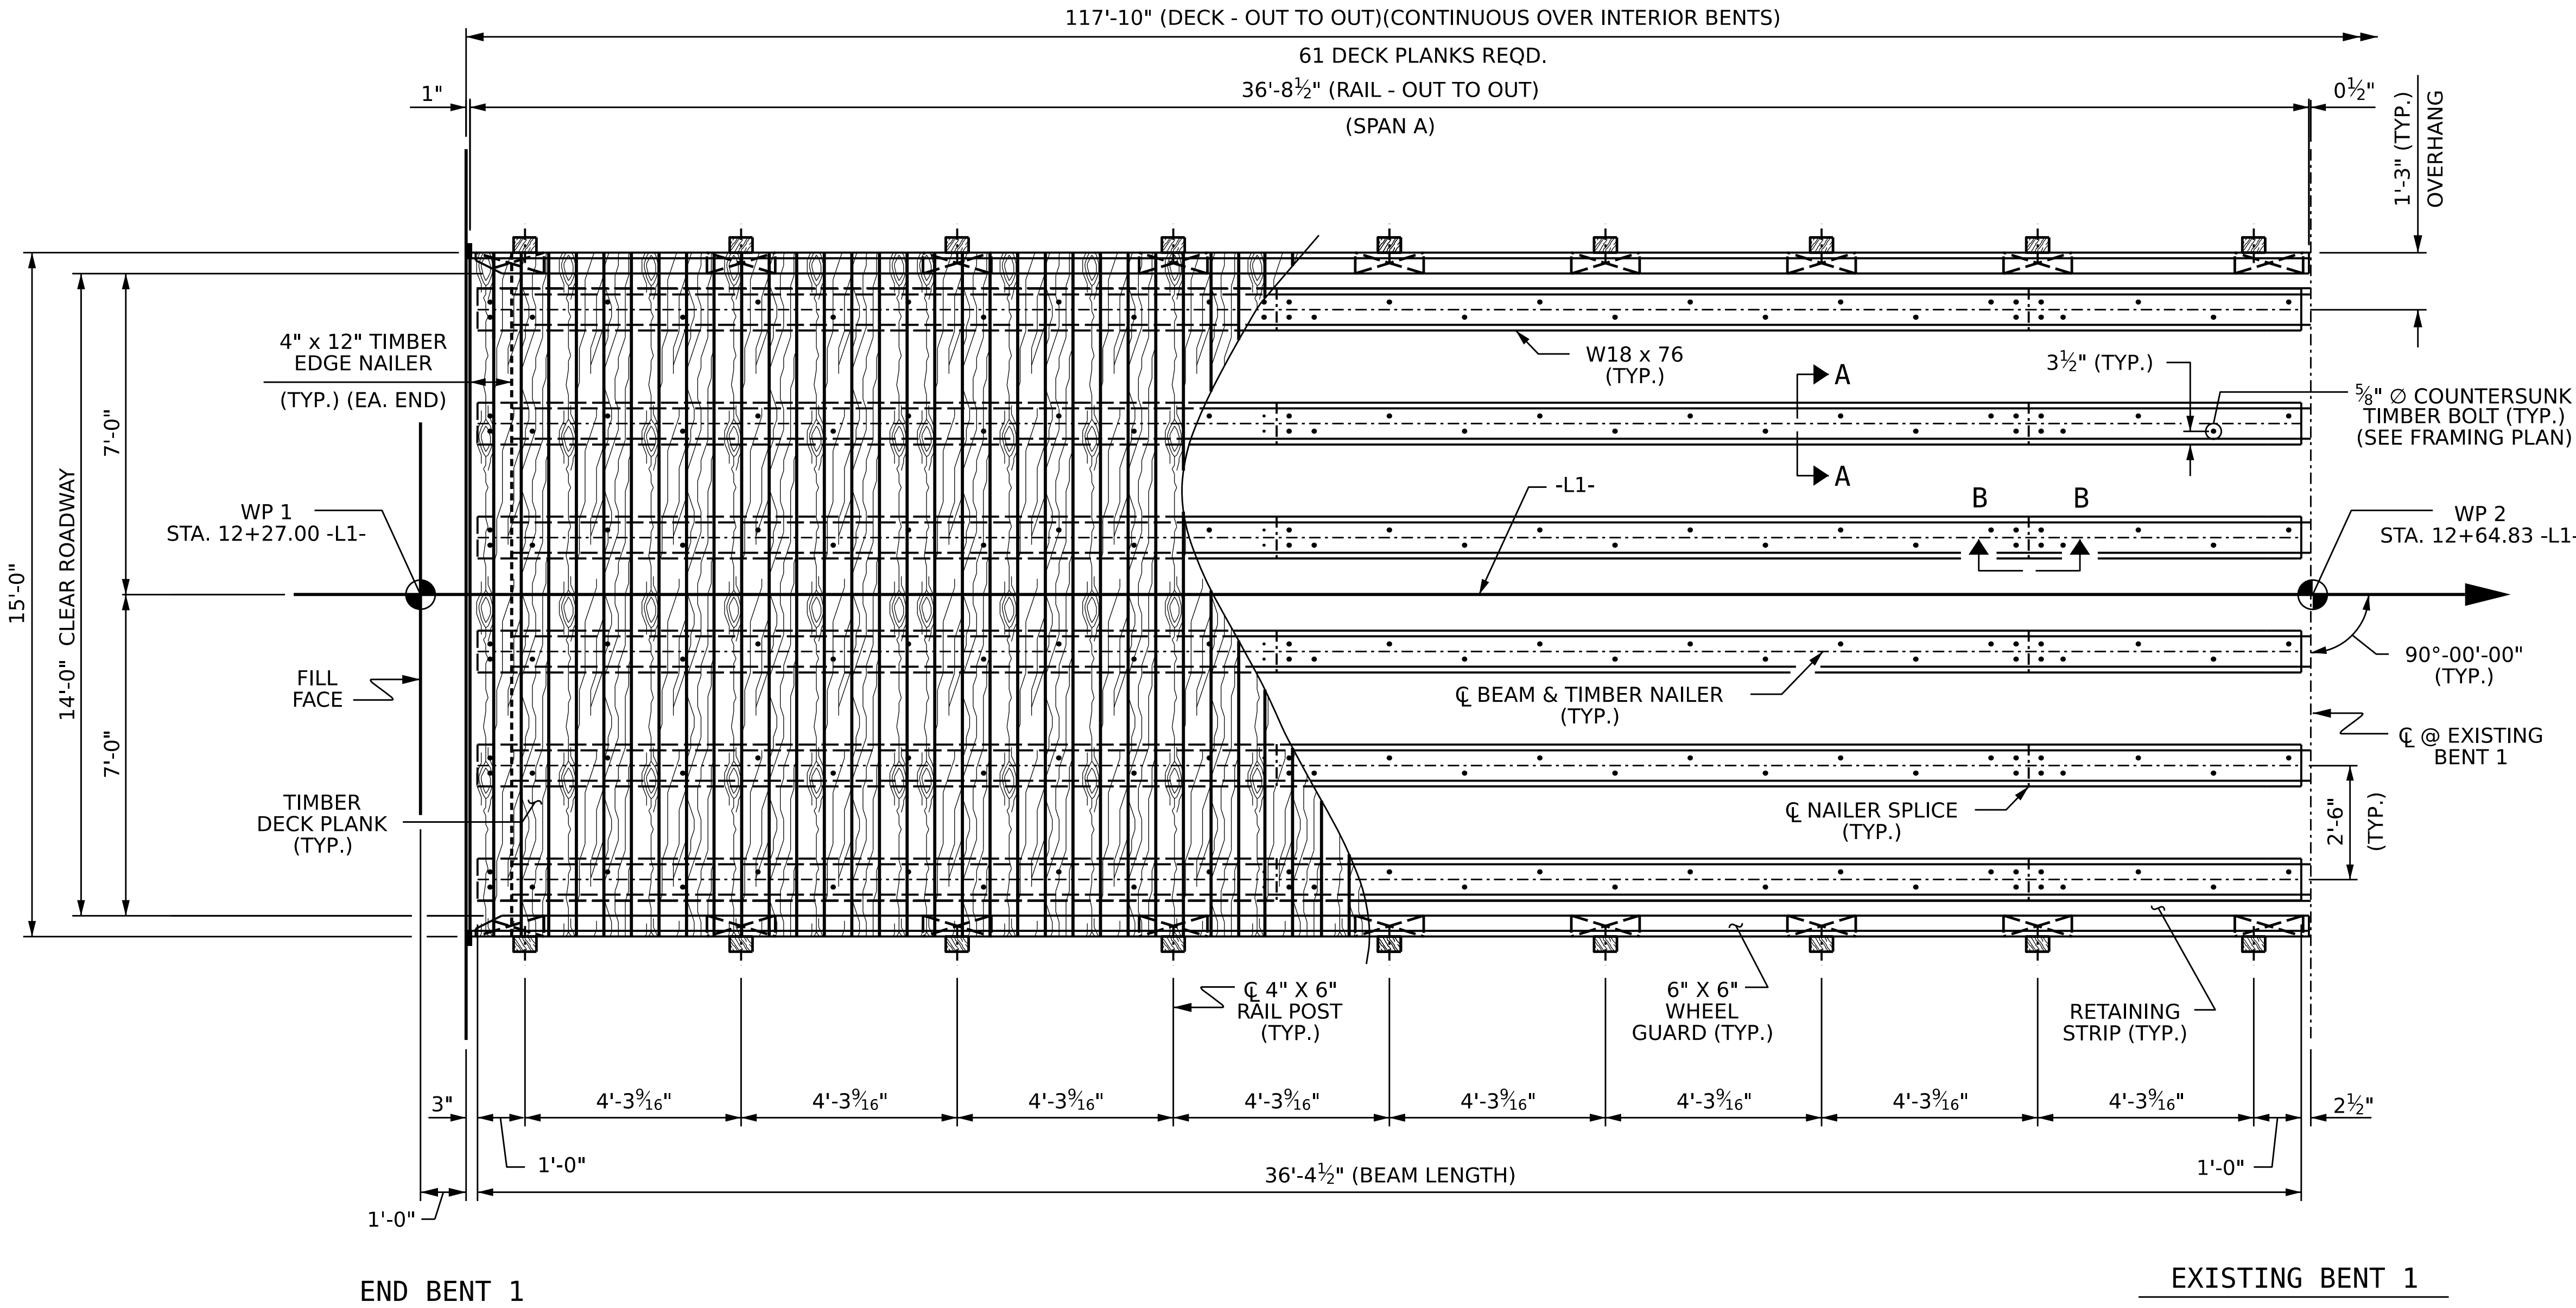 117'-10" (DECK - OUT TO OUT)(CONTINUOUS OVER INTERIOR BENTS)
61 DECK PLANKS REQD.
1"
36'-8½" (RAIL - OUT TO OUT)
0½"
(SPAN A)
1'-3" (TYP.)
OVERHANG
4" x 12" TIMBER
EDGE NAILER
(TYP.) (EA. END)
W18 x 76
(TYP.)
A
A
3½" (TYP.)
⅝" ∅ COUNTERSUNK
TIMBER BOLT (TYP.)
(SEE FRAMING PLAN)
15'-0"
14'-0" CLEAR ROADWAY
7'-0"
7'-0"
WP 1
STA. 12+27.00 -L1-
-L1-
B
B
WP 2
STA. 12+64.83 -L1-
90°-00'-00"
(TYP.)
FILL
FACE
℄ BEAM & TIMBER NAILER
(TYP.)
℄ @ EXISTING
BENT 1
TIMBER
DECK PLANK
(TYP.)
℄ NAILER SPLICE
(TYP.)
2'-6"
(TYP.)
℄ 4" X 6"
RAIL POST
(TYP.)
6" X 6"
WHEEL
GUARD (TYP.)
RETAINING
STRIP (TYP.)
3"
4'-3⁹⁄₁₆"
4'-3⁹⁄₁₆"
4'-3⁹⁄₁₆"
4'-3⁹⁄₁₆"
4'-3⁹⁄₁₆"
4'-3⁹⁄₁₆"
4'-3⁹⁄₁₆"
4'-3⁹⁄₁₆"
2½"
1'-0"
36'-4½" (BEAM LENGTH)
1'-0"
1'-0"
END BENT 1
EXISTING BENT 1